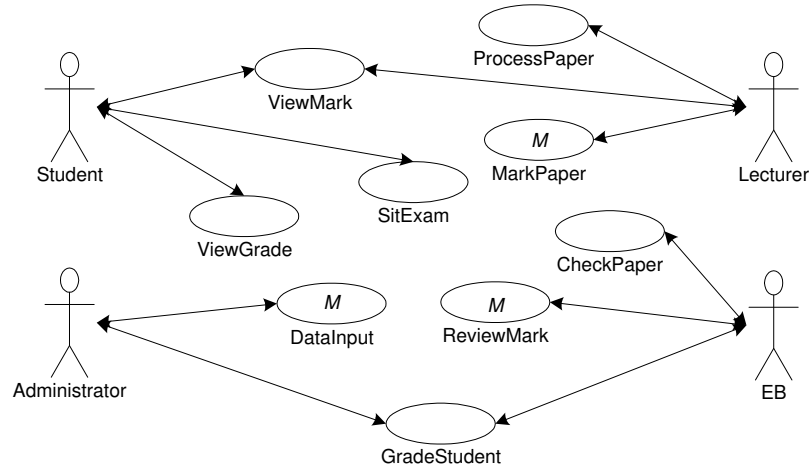 ProcessPaper
ViewMark
M
MarkPaper
Student
Lecturer
SitExam
ViewGrade
CheckPaper
M
DataInput
M
ReviewMark
Administrator
EB
GradeStudent